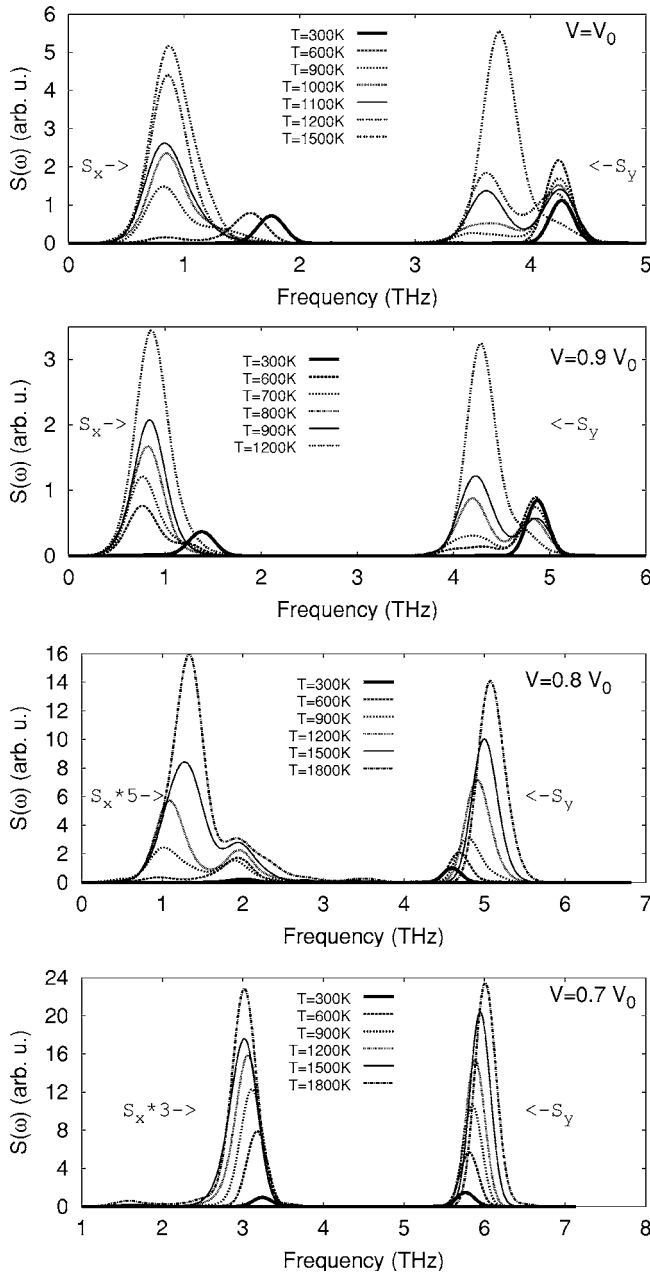 S(ω) (arb. u.)
6
5
4
3
2
1
0
T=300K
T=600K
T=900K
T=1000K
T=1100K
T=1200K
T=1500K
V=V0
Sx->
<-Sy
0 1 2 3 4 5
Frequency (THz)
S(ω) (arb. u.)
3
2
1
0
T=300K
T=600K
T=700K
T=800K
T=900K
T=1200K
V=0.9 V0
Sx->
<-Sy
0 1 2 3 4 5 6
Frequency (THz)
S(ω) (arb. u.)
16
14
12
10
8
6
4
2
0
T=300K
T=600K
T=900K
T=1200K
T=1500K
T=1800K
V=0.8 V0
Sx*5->
<-Sy
0 1 2 3 4 5 6 7
Frequency (THz)
S(ω) (arb. u.)
24
20
16
12
8
4
0
T=300K
T=600K
T=900K
T=1200K
T=1500K
T=1800K
V=0.7 V0
Sx*3->
<-Sy
1 2 3 4 5 6 7 8
Frequency (THz)